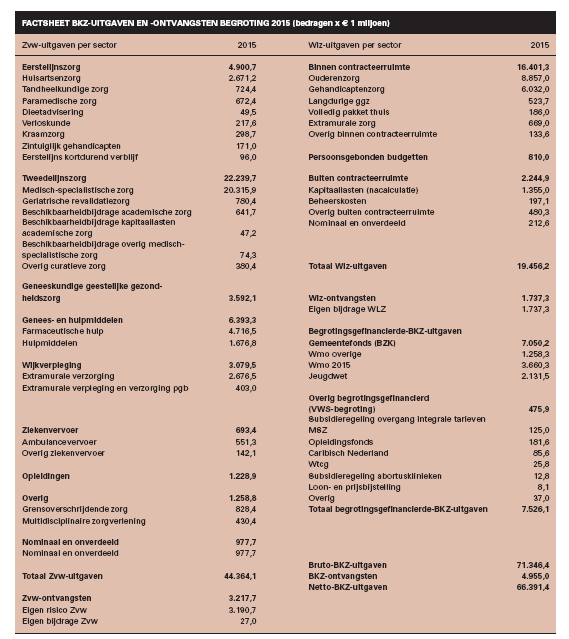 FACTSHEET BKZ-UITGAVEN EN -ONTVANGSTEN BEGROTING 2015 (bedragen x € 1 miljoen)
Zvw-uitgaven per sector 2015
Eerstelijnszorg 4.900,7
Huisartsenzorg 2.671,2
Tandheelkundige zorg 724,4
Paramedische zorg 672,4
Dieetadvisering 49,5
Verloskunde 217,6
Kraamzorg 298,7
Zintuiglijk gehandicapten 171,0
Eerstelijns kortdurend verblijf 96,0
Tweedelijnszorg 22.239,7
Medisch-specialistische zorg 20.315,9
Geriatrische revalidatiezorg 780,4
Beschikbaarheidbijdrage academische zorg 641,7
Beschikbaarheidbijdrage kapitaallasten
academische zorg 47,2
Beschikbaarheidbijdrage overig medisch-
specialistische zorg 74,3
Overig curatieve zorg 380,4
Geneeskundige geestelijke gezond-
heidszorg 3.592,1
Genees- en hulpmiddelen 6.393,3
Farmaceutische hulp 4.716,5
Hulpmiddelen 1.676,8
Wijkverpleging 3.079,5
Extramurale verzorging 2.676,5
Extramurale verpleging en verzorging pgb 403,0
Ziekenvervoer 693,4
Ambulancevervoer 551,3
Overig ziekenvervoer 142,1
Opleidingen 1.228,9
Overig 1.258,8
Grensoverschrijdende zorg 828,4
Multidisciplinaire zorgverlening 430,4
Nominaal en onverdeeld 977,7
Nominaal en onverdeeld 977,7
Totaal Zvw-uitgaven 44.364,1
Zvw-ontvangsten 3.217,7
Eigen risico Zvw 3.190,7
Eigen bijdrage Zvw 27,0
Wlz-uitgaven per sector 2015
Binnen contracteerruimte 16.401,3
Ouderenzorg 8.857,0
Gehandicaptenzorg 6.032,0
Langdurige ggz 523,7
Volledig pakket thuis 186,0
Extramurale zorg 669,0
Overig binnen contracteerruimte 133,6
Persoonsgebonden budgetten 810,0
Buiten contracteerruimte 2.244,9
Kapitaallasten (nacalculatie) 1.355,0
Beheerskosten 197,1
Overig buiten contracteerruimte 480,3
Nominaal en onverdeeld 212,6
Totaal Wlz-uitgaven 19.456,2
Wlz-ontvangsten 1.737,3
Eigen bijdrage WLZ 1.737,3
Begrotingsgefinancierde-BKZ-uitgaven
Gemeentefonds (BZK) 7.050,2
Wmo overige 1.258,3
Wmo 2015 3.660,3
Jeugdwet 2.131,5
Overig begrotingsgefinancierd
(VWS-begroting) 475,9
Subsidieregeling overgang integrale tarieven
MSZ 125,0
Opleidingsfonds 181,6
Caribisch Nederland 85,6
Wtcg 25,8
Subsidieregeling abortusklinieken 12,8
Loon- en prijsbijstelling 8,1
Overig 37,0
Totaal begrotingsgefinancierde-BKZ-uitgaven 7.526,1
Bruto-BKZ-uitgaven 71.346,4
BKZ-ontvangsten 4.955,0
Netto-BKZ-uitgaven 66.391,4